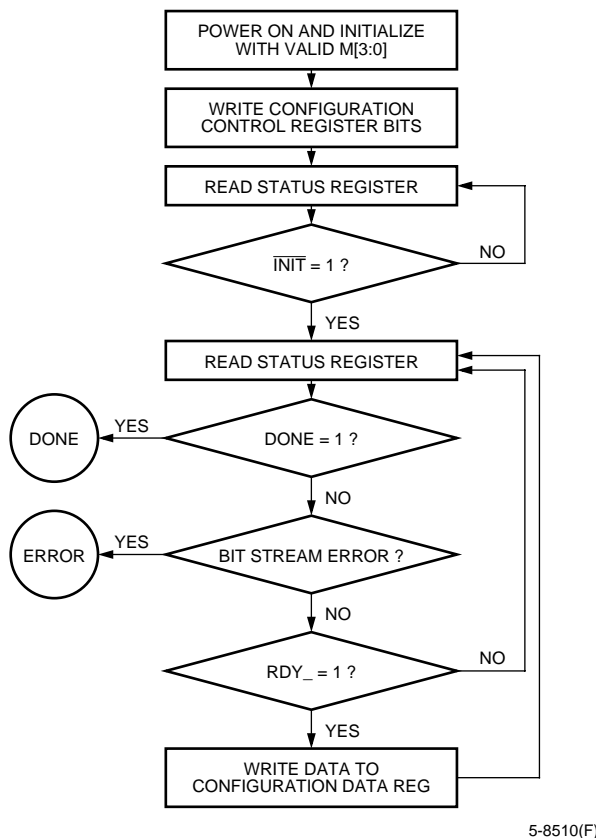 POWER ON AND INITIALIZE
WITH VALID M[3:0]
WRITE CONFIGURATION
CONTROL REGISTER BITS
READ STATUS REGISTER
I̅N̅I̅T̅ = 1 ?
NO
YES
READ STATUS REGISTER
DONE
YES
DONE = 1 ?
NO
ERROR
YES
BIT STREAM ERROR ?
NO
RDY_ = 1 ?
NO
YES
WRITE DATA TO
CONFIGURATION DATA REG
5-8510(F)